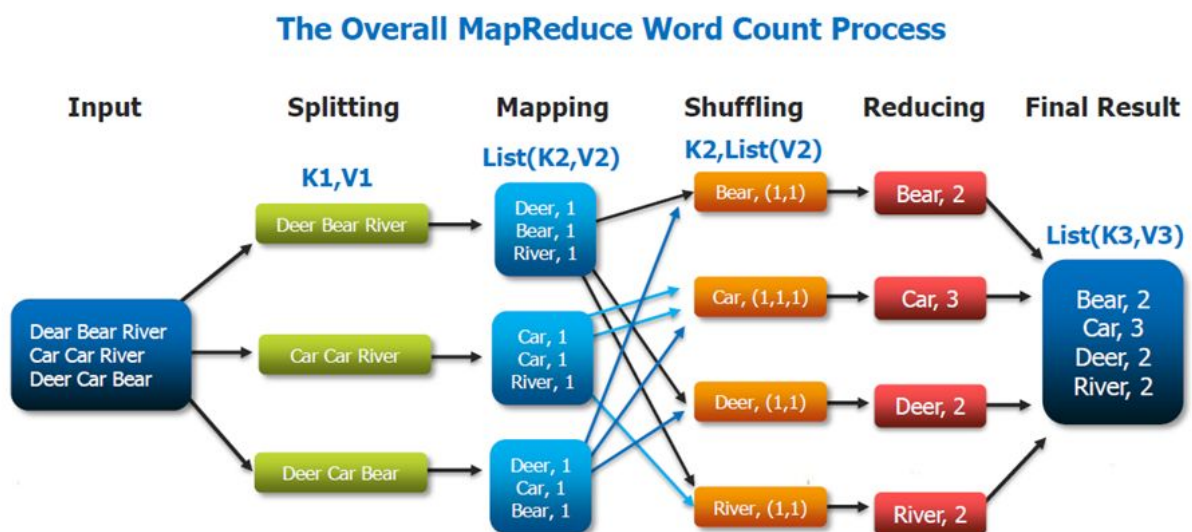 The Overall MapReduce Word Count Process
Input
Splitting
Mapping
Shuffling
Reducing
Final Result
K1,V1
List(K2,V2)
K2,List(V2)
List(K3,V3)
Dear Bear River
Car Car River
Deer Car Bear
Deer Bear River
Car Car River
Deer Car Bear
Deer, 1
Bear, 1
River, 1
Car, 1
Car, 1
River, 1
Deer, 1
Car, 1
Bear, 1
Bear, (1,1)
Car, (1,1,1)
Deer, (1,1)
River, (1,1)
Bear, 2
Car, 3
Deer, 2
River, 2
Bear, 2
Car, 3
Deer, 2
River, 2